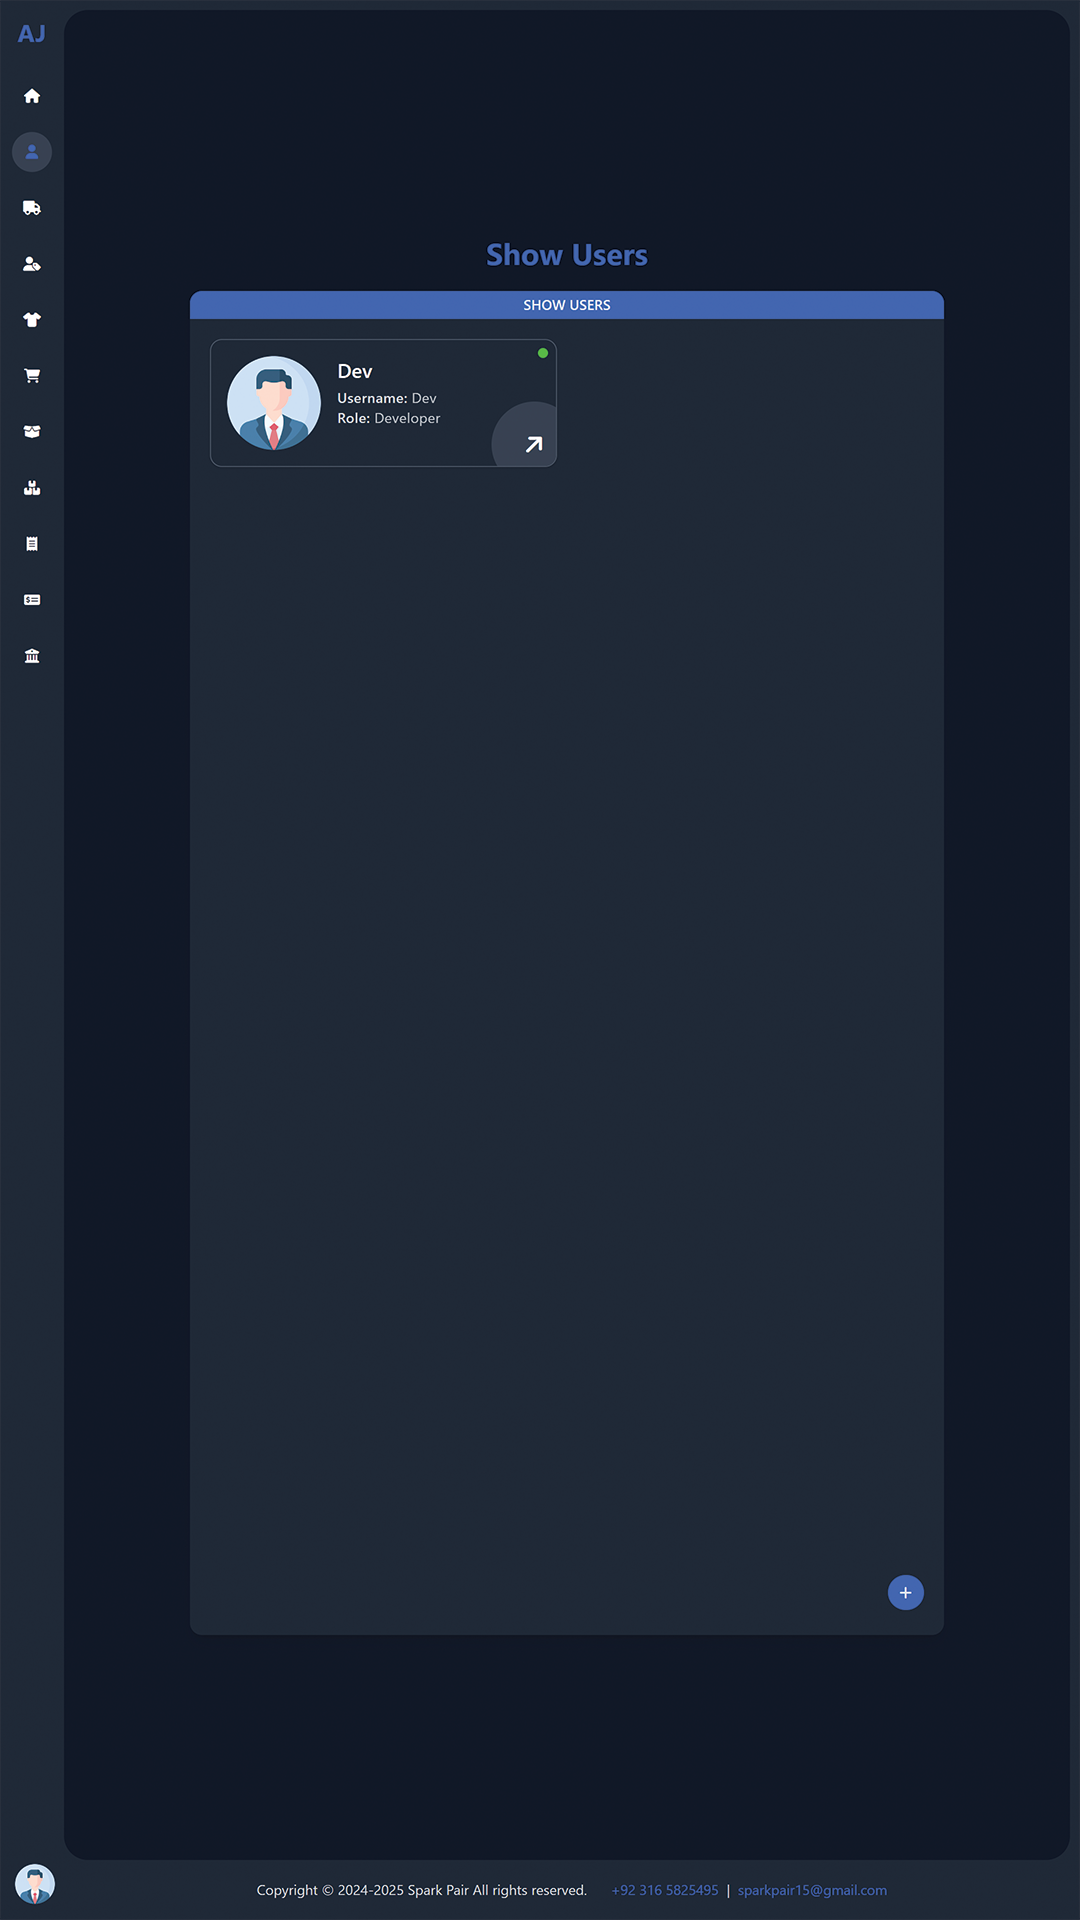 AJ
Show Users
SHOW USERS
Dev
Username: Dev
Role: Developer
Copyright © 2024-2025 Spark Pair All rights reserved. +92 316 5825495 | sparkpair15@gmail.com